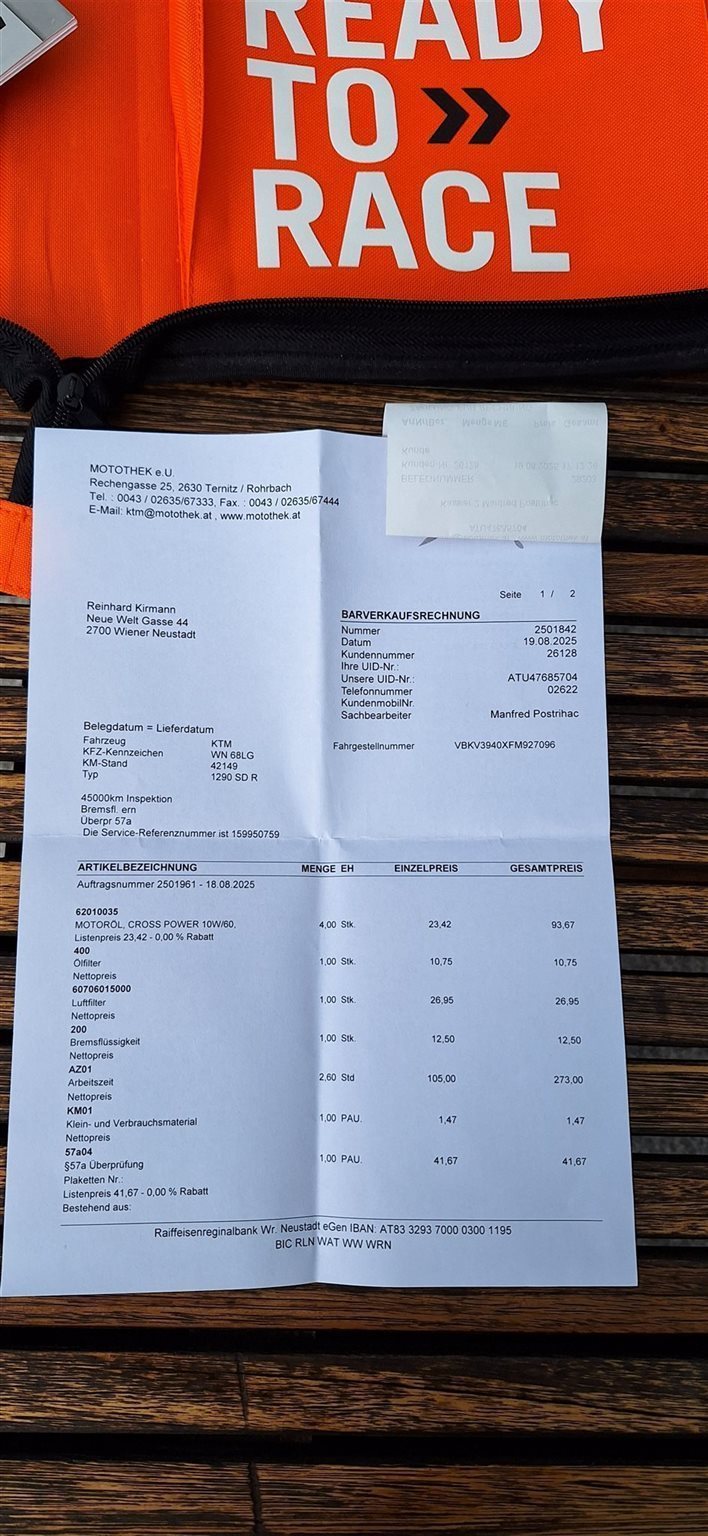 READY
TO
RACE
MOTOTHEK e.U.
Rechengasse 25, 2630 Ternitz / Rohrbach
Tel. : 0043 / 02635/67333, Fax. : 0043 / 02635/67444
E-Mail: ktm@motothek.at , www.motothek.at
Seite 1 / 2
Reinhard Kirmann
Neue Welt Gasse 44
2700 Wiener Neustadt
BARVERKAUFSRECHNUNG
Nummer 2501842
Datum 19.08.2025
Kundennummer 26128
Ihre UID-Nr.:
Unsere UID-Nr.: ATU47685704
Telefonnummer 02622
KundenmobilNr.
Sachbearbeiter Manfred Postrihac
Belegdatum = Lieferdatum
Fahrzeug KTM Fahrgestellnummer VBKV3940XFM927096
KFZ-Kennzeichen WN 68LG
KM-Stand 42149
Typ 1290 SD R
45000km Inspektion
Bremsfl. ern
Überpr 57a
Die Service-Referenznummer ist 159950759
ARTIKELBEZEICHNUNG MENGE EH EINZELPREIS GESAMTPREIS
Auftragsnummer 2501961 - 18.08.2025
62010035
MOTORÖL, CROSS POWER 10W/60, 4,00 Stk. 23,42 93,67
Listenpreis 23,42 - 0,00 % Rabatt
400
Ölfilter 1,00 Stk. 10,75 10,75
Nettopreis
60706015000
Luftfilter 1,00 Stk. 26,95 26,95
Nettopreis
200
Bremsflüssigkeit 1,00 Stk. 12,50 12,50
Nettopreis
AZ01
Arbeitszeit 2,60 Std 105,00 273,00
Nettopreis
KM01
Klein- und Verbrauchsmaterial 1,00 PAU. 1,47 1,47
Nettopreis
57a04
§57a Überprüfung 1,00 PAU. 41,67 41,67
Plaketten Nr.:
Listenpreis 41,67 - 0,00 % Rabatt
Bestehend aus:
Raiffeisenreginalbank Wr. Neustadt eGen IBAN: AT83 3293 7000 0300 1195
BIC RLN WAT WW WRN